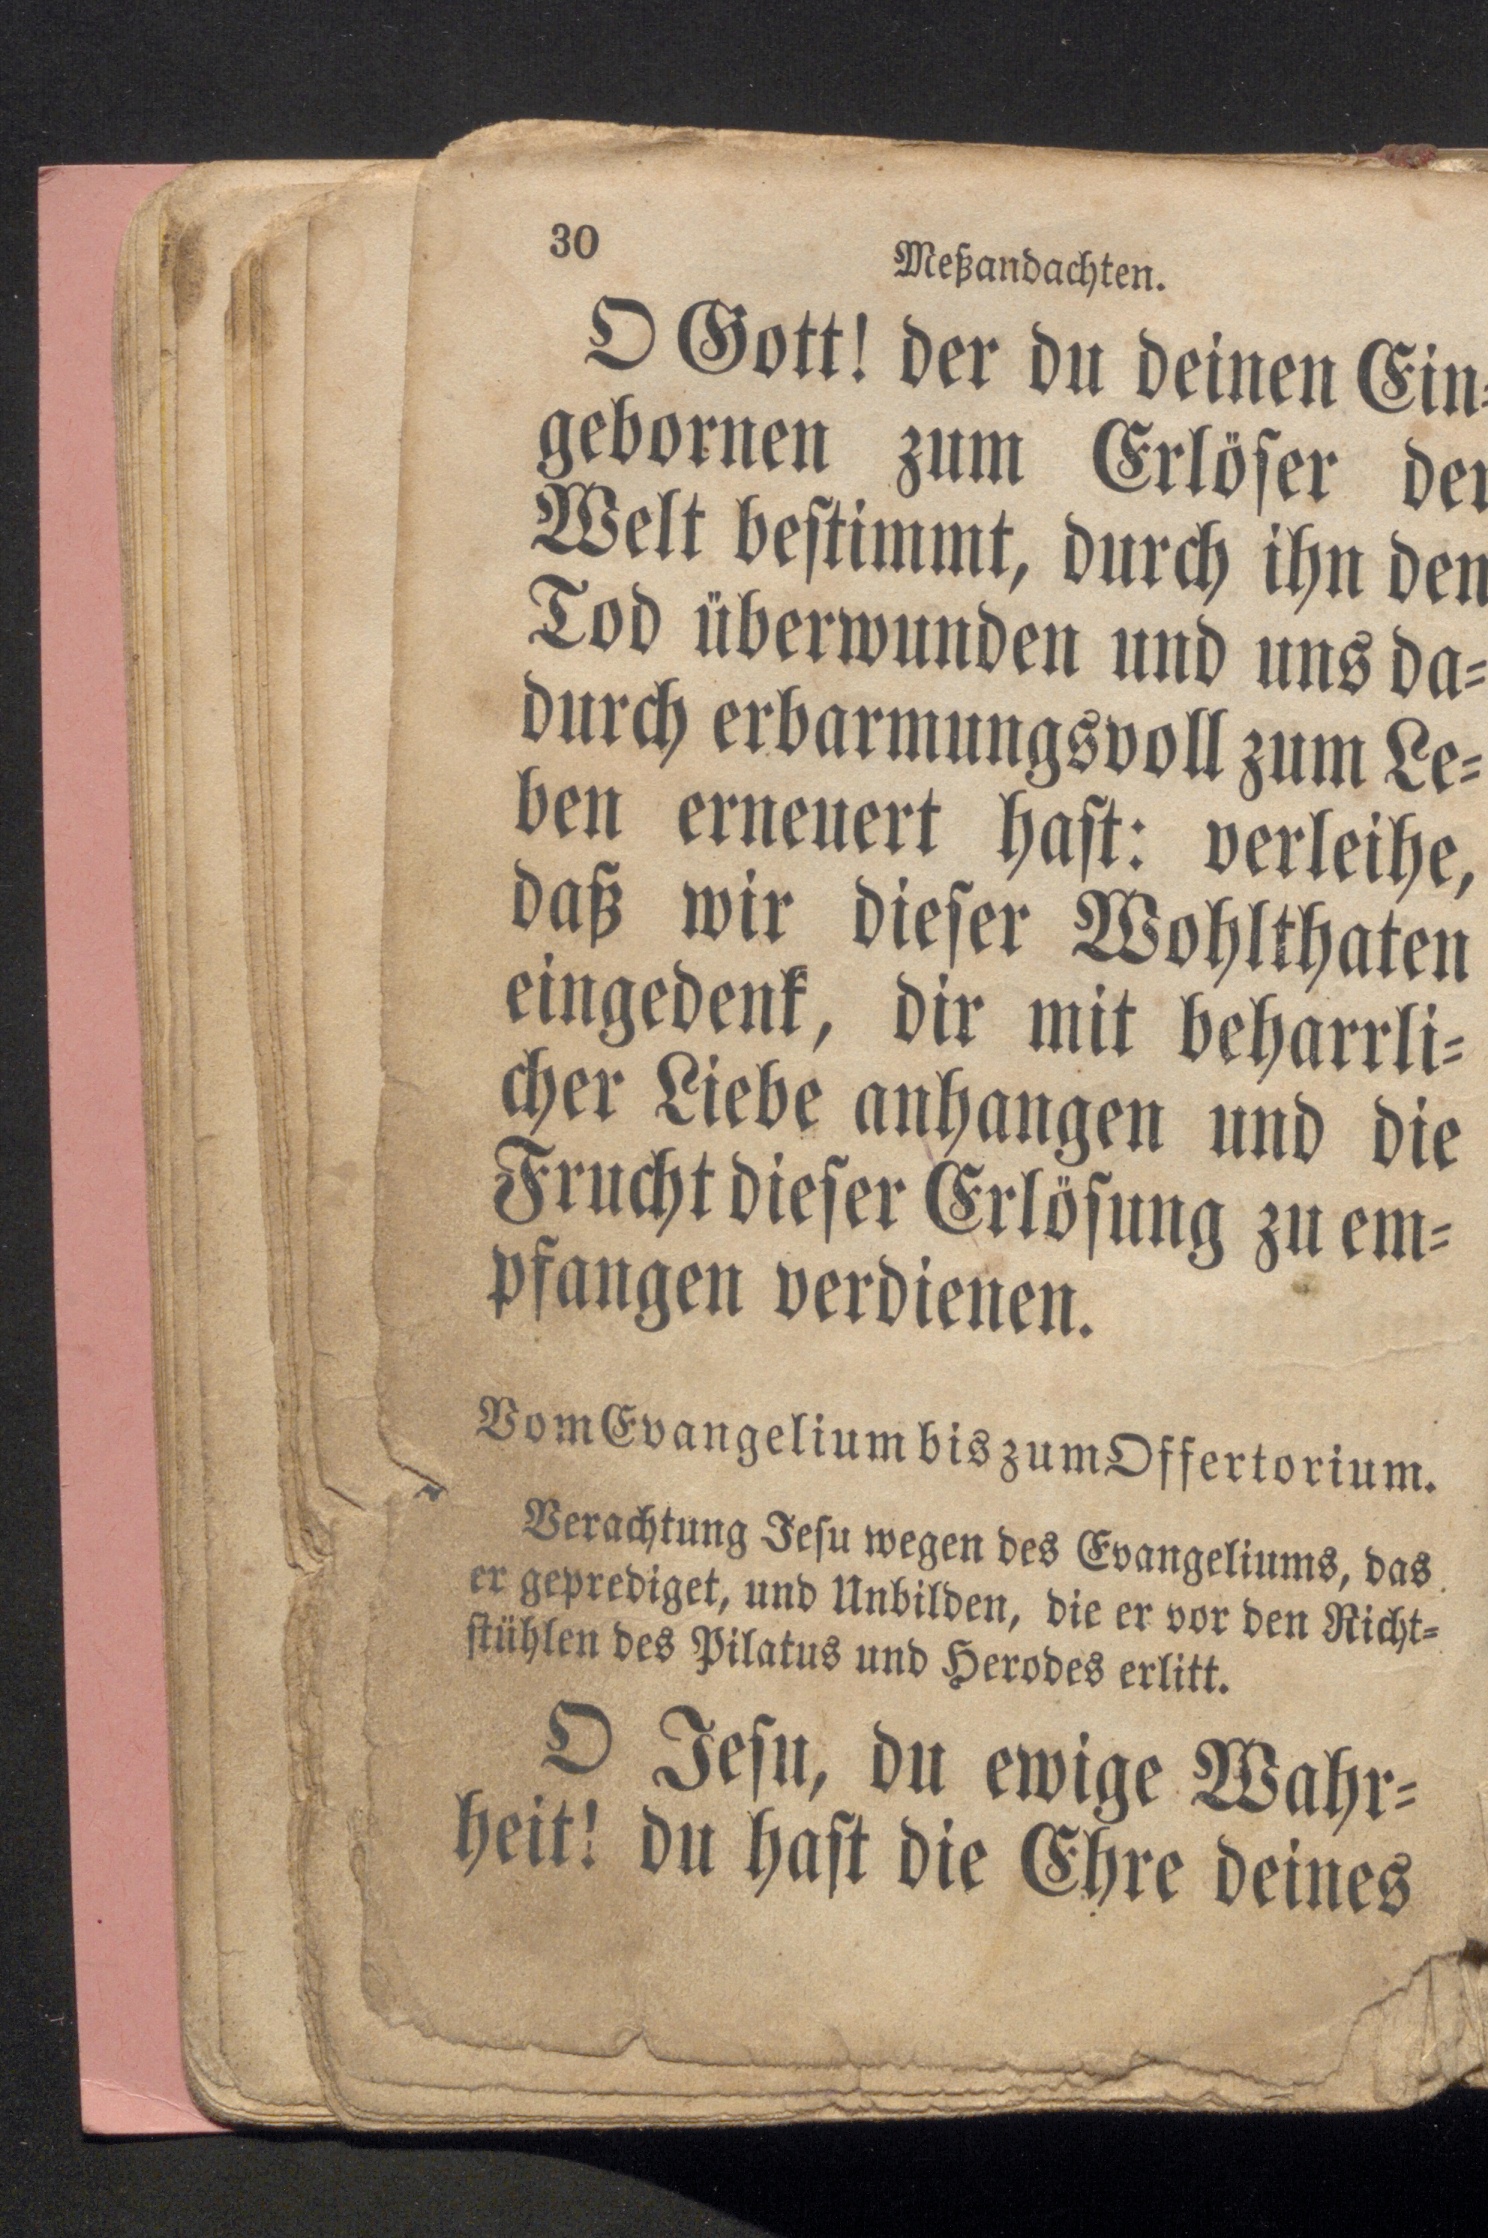 30
Meßandachten.
O Gott! der du deinen Ein⸗
gebornen zum Erlöſer der
Welt beſtimmt, durch ihn den
Tod überwunden und uns da⸗
durch erbarmungsvoll zum Le⸗
ben erneuert haſt: verleihe,
daß wir dieſer Wohlthaten
eingedenk, dir mit beharrli⸗
cher Liebe anhangen und die
Frucht dieſer Erlöſung zu em⸗
pfangen verdienen.
Vom Evangelium bis zum Offertorium.
Verachtung Jeſu wegen des Evangeliums, das
er geprediget, und Unbilden, die er vor den Richt⸗
ſtühlen des Pilatus und Herodes erlitt.
O Jeſu, du ewige Wahr⸗
heit! du haſt die Ehre deines